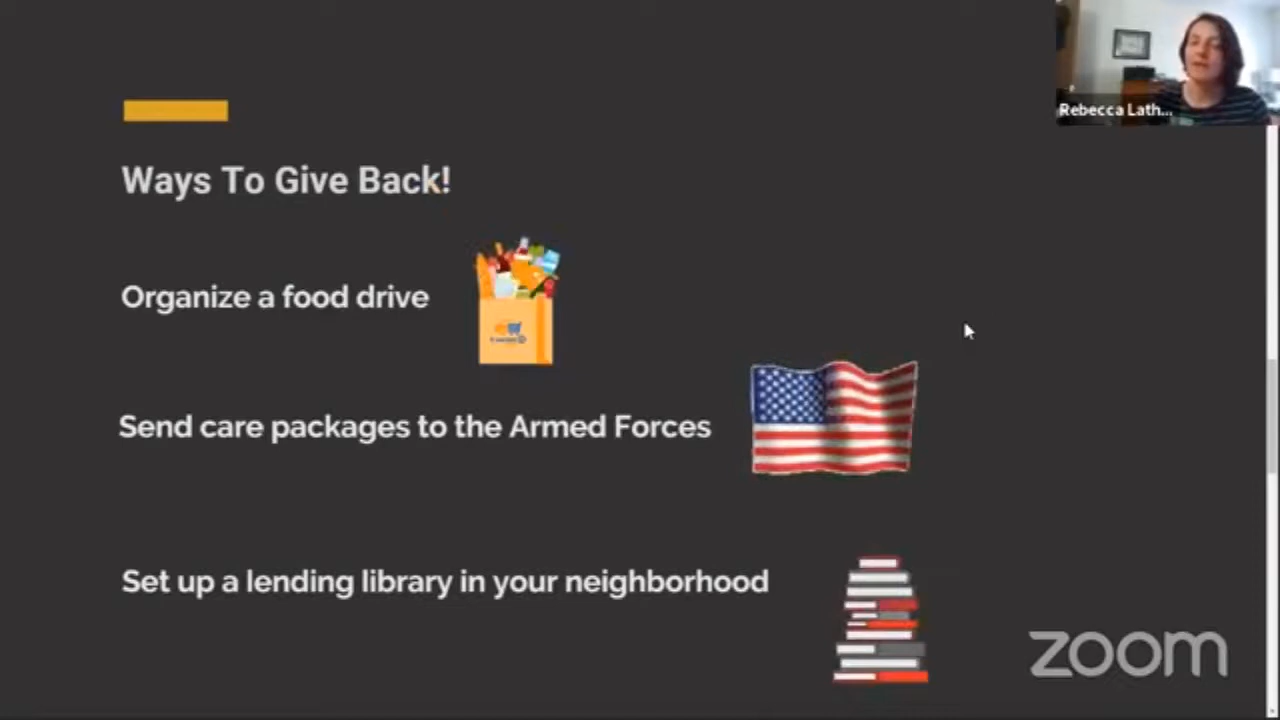 Rebecca Lath...
Ways To Give Back!
Organize a food drive
Send care packages to the Armed Forces
Set up a lending library in your neighborhood
zoom